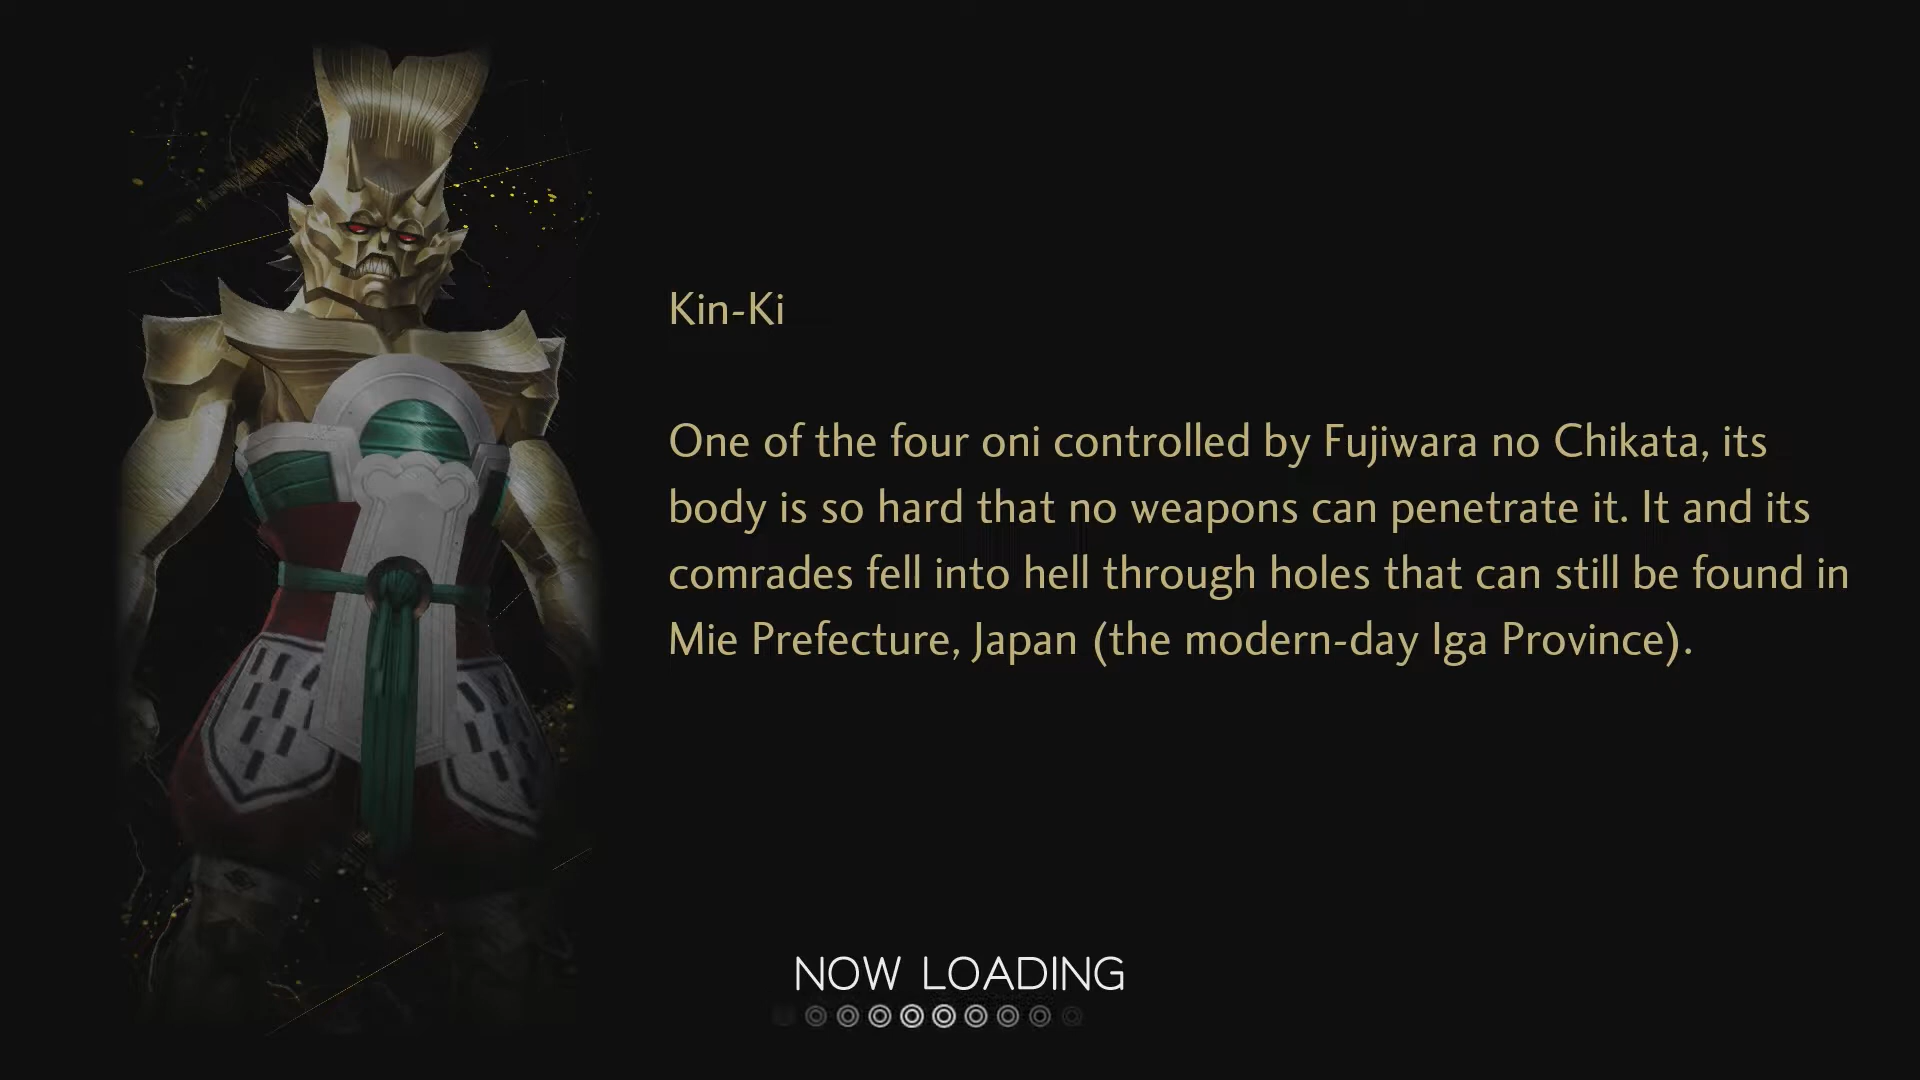 Kin-Ki
One of the four oni controlled by Fujiwara no Chikata, its
body is so hard that no weapons can penetrate it. It and its
comrades fell into hell through holes that can still be found in
Mie Prefecture, Japan (the modern-day Iga Province).
NOW LOADING